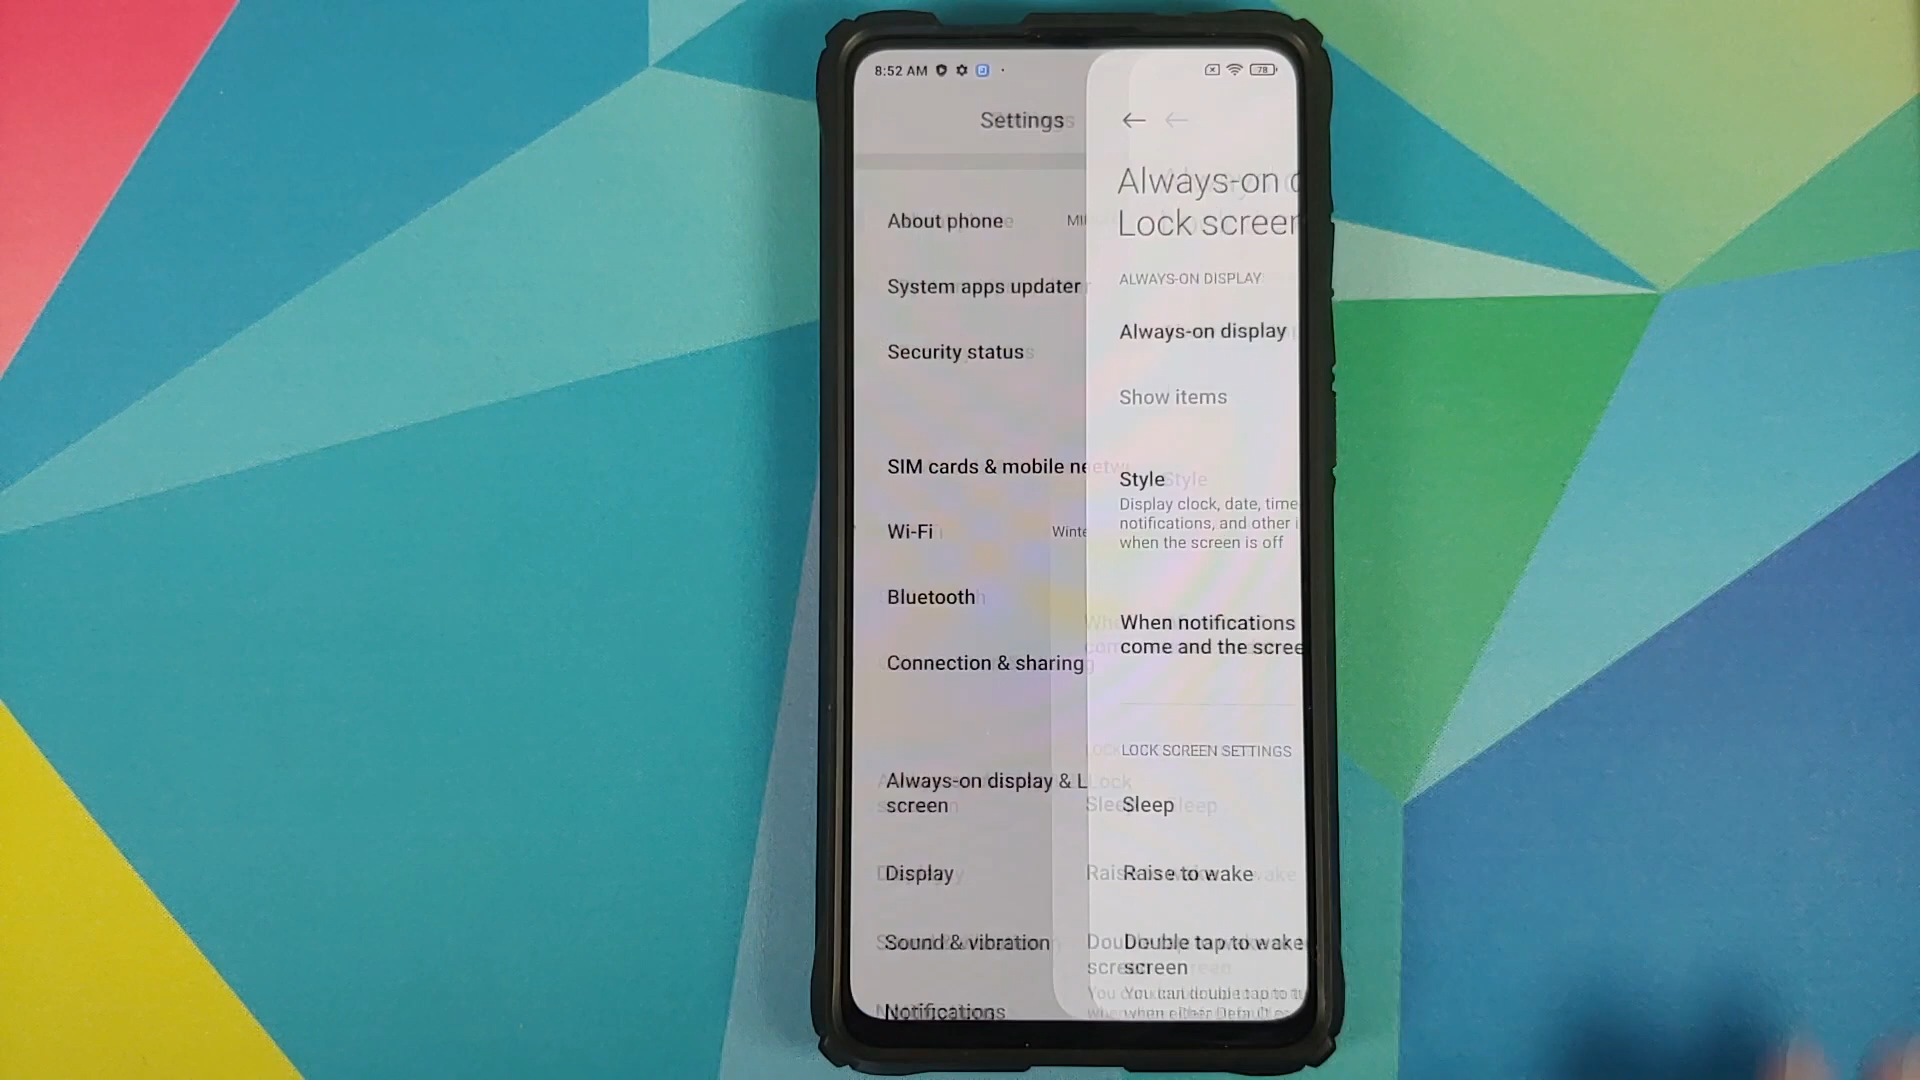 8:52 AM
78
Settings
About phone
System apps updater
Security status
SIM cards & mobile
Wi-Fi
Bluetooth
Connection & sharing
Always-on display & L
screen
Display
Sound & vibration
Notifications
Always-on
Lock screen
ALWAYS-ON DISPLAY
Always-on display
Show items
Style
Display clock, date, time
notifications, and other
when the screen is off
When notifications
come and the scree
LOCK SCREEN SETTINGS
Sleep
Raise to wake
Double tap to wake
screen